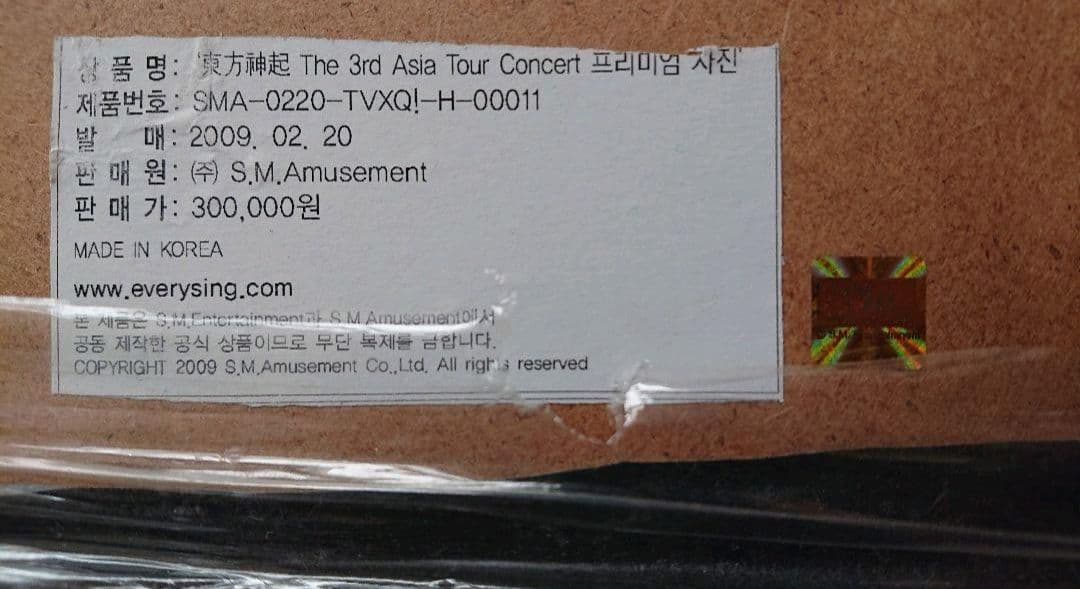 상 품 명: '東方神起 The 3rd Asia Tour Concert 프리미엄 사진'
제품번호: SMA-0220-TVXQ!-H-00011
발 매: 2009. 02. 20
판 매 원: ㈜ S.M.Amusement
판 매 가: 300,000원
MADE IN KOREA
www.everysing.com
본 제품은 S.M.Entertainment과 S.M.Amusement에서
공동 제작한 공식 상품이므로 무단 복제를 금합니다.
COPYRIGHT 2009 S.M.Amusement Co.,Ltd. All rights reserved